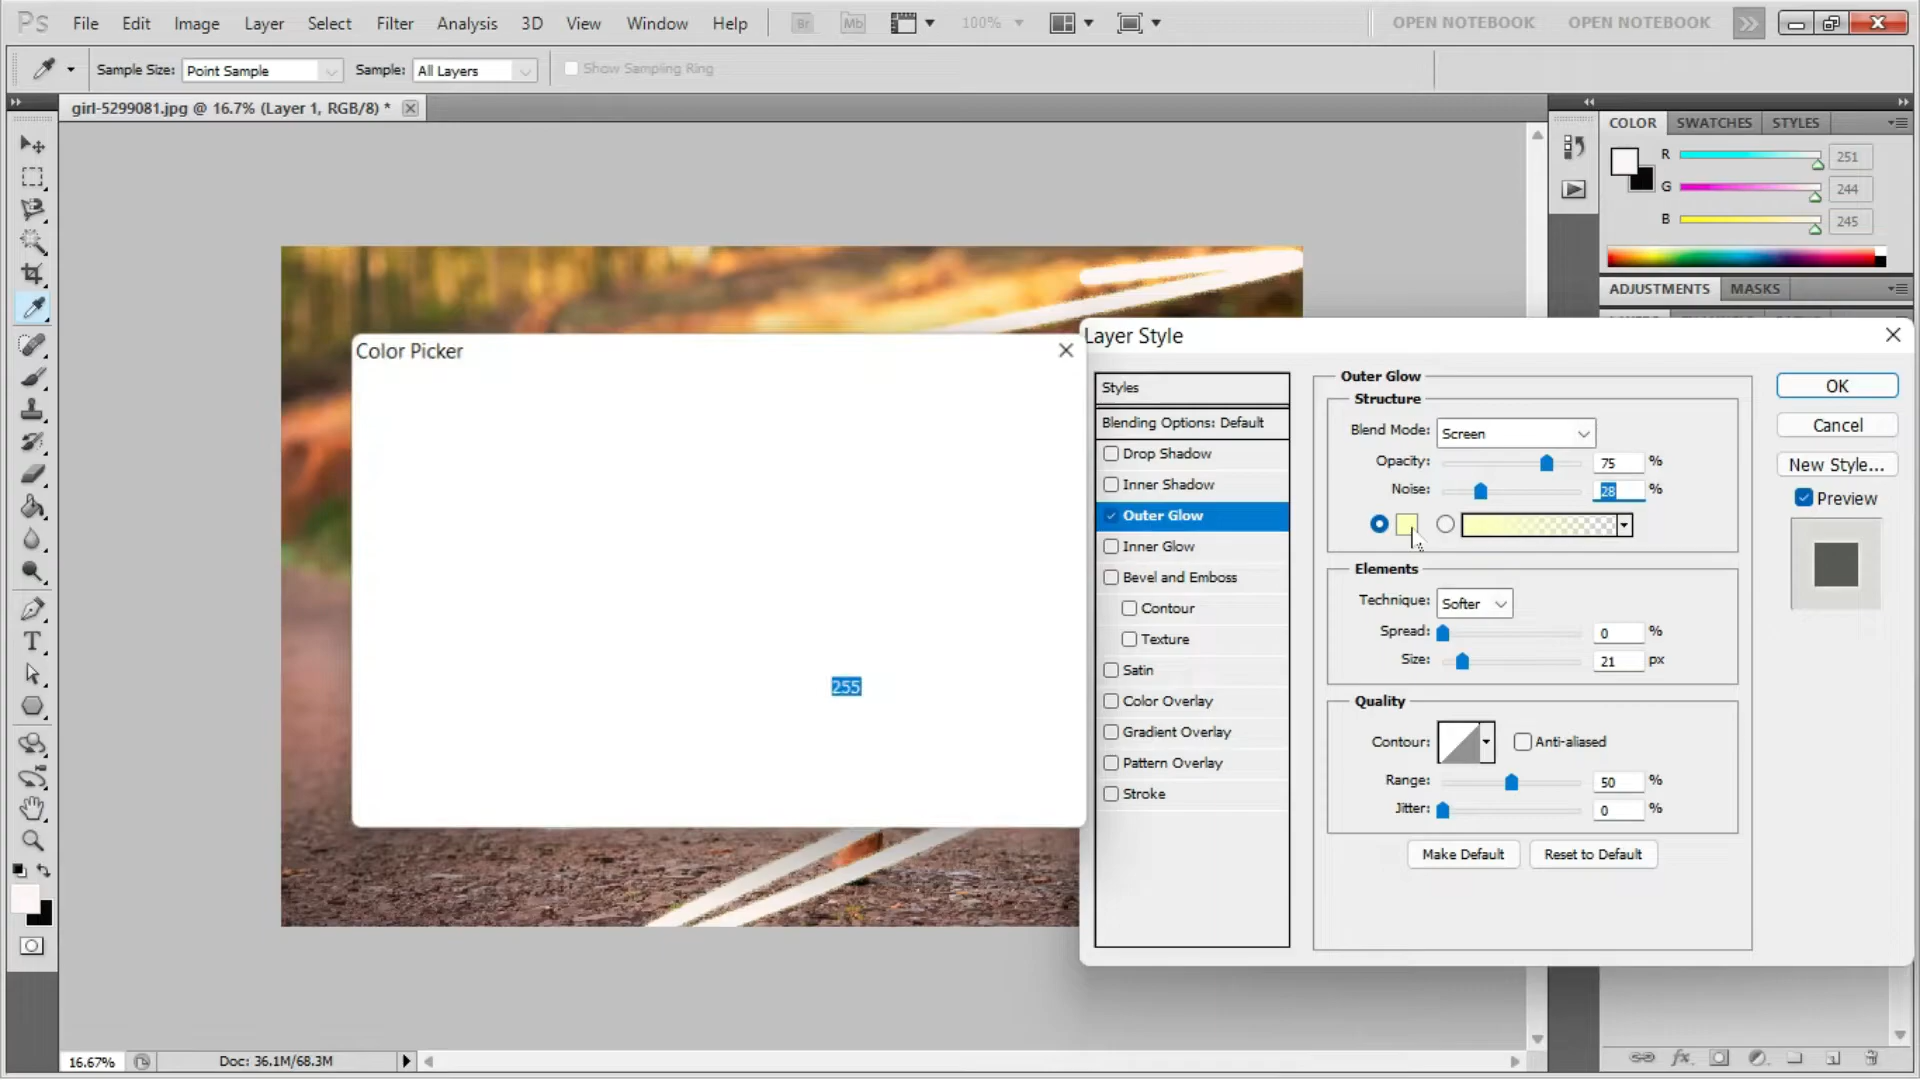 Ps File Edit Image Layer Select Filter Analysis 3D View Window Help Br Mb 100% OPEN NOTEBOOK OPEN NOTEBOOK
Sample Size: Point Sample Sample: All Layers Show Sampling Ring
girl-5299081.jpg @ 16.7% (Layer 1, RGB/8) *
COLOR SWATCHES STYLES
R 251
G 244
B 245
ADJUSTMENTS MASKS
Color Picker
255
Layer Style
Styles
Blending Options: Default
Drop Shadow
Inner Shadow
Outer Glow
Inner Glow
Bevel and Emboss
Contour
Texture
Satin
Color Overlay
Gradient Overlay
Pattern Overlay
Stroke
Outer Glow
Structure
Blend Mode: Screen
Opacity: 75 %
Noise: 28 %
Elements
Technique: Softer
Spread: 0 %
Size: 21 px
Quality
Contour: Anti-aliased
Range: 50 %
Jitter: 0 %
Make Default Reset to Default
OK
Cancel
New Style...
Preview
16.67% Doc: 36.1M/68.3M